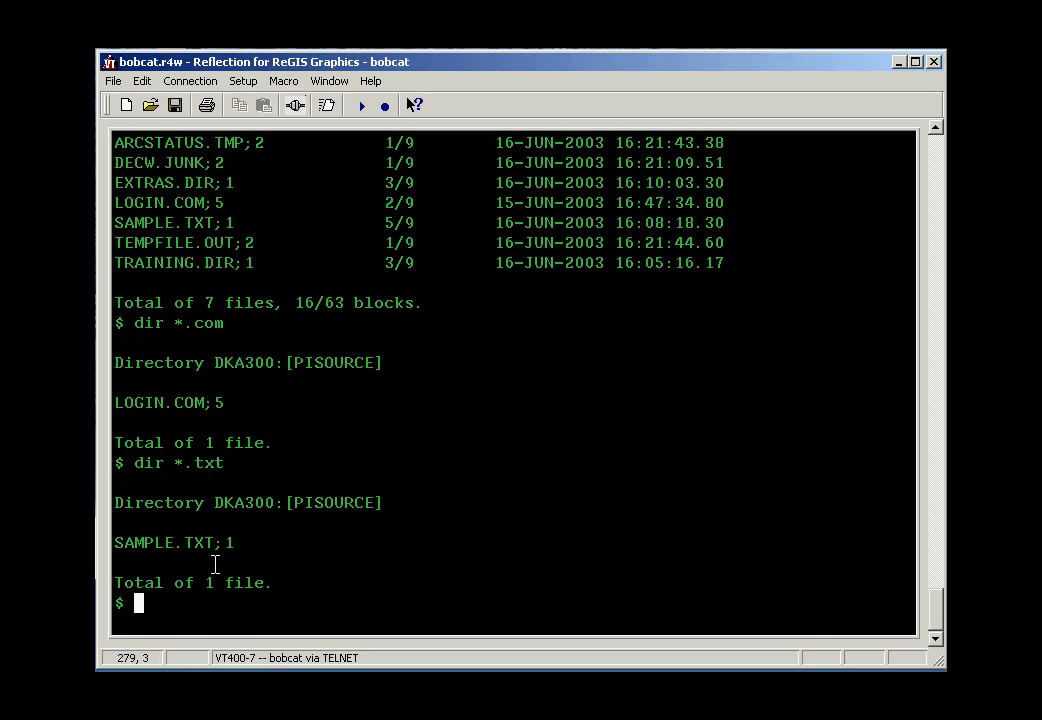 bobcat.r4w - Reflection for ReGIS Graphics - bobcat
File Edit Connection Setup Macro Window Help
ARCSTATUS.TMP;2 1/9 16-JUN-2003 16:21:43.38
DECW.JUNK;2 1/9 16-JUN-2003 16:21:09.51
EXTRAS.DIR;1 3/9 16-JUN-2003 16:10:03.30
LOGIN.COM;5 2/9 15-JUN-2003 16:47:34.80
SAMPLE.TXT;1 5/9 16-JUN-2003 16:08:18.30
TEMPFILE.OUT;2 1/9 16-JUN-2003 16:21:44.60
TRAINING.DIR;1 3/9 16-JUN-2003 16:05:16.17
Total of 7 files, 16/63 blocks.
$ dir *.com
Directory DKA300:[PISOURCE]
LOGIN.COM;5
Total of 1 file.
$ dir *.txt
Directory DKA300:[PISOURCE]
SAMPLE.TXT;1
Total of 1 file.
$
279, 3 VT400-7 -- bobcat via TELNET